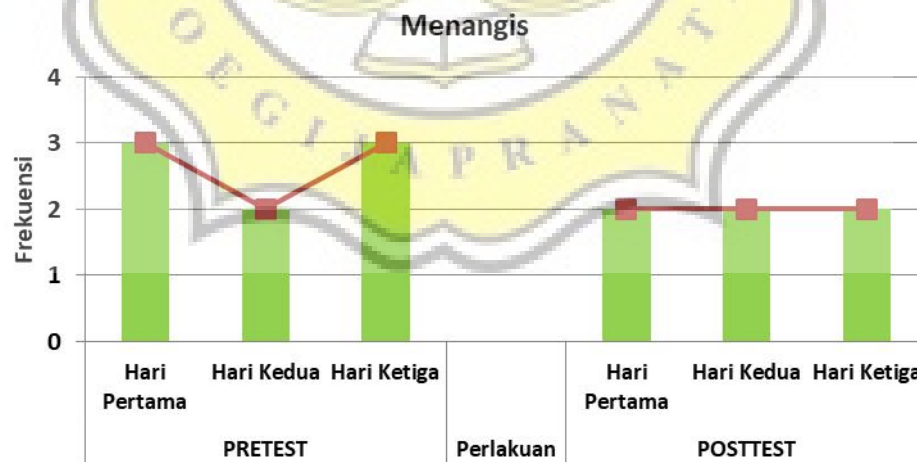 Menangis
OEGIJAPRANAT
4
3
2
1
0
Frekuensi
Hari Pertama
Hari Kedua
Hari Ketiga
Hari Pertama
Hari Kedua
Hari Ketiga
PRETEST
Perlakuan
POSTTEST